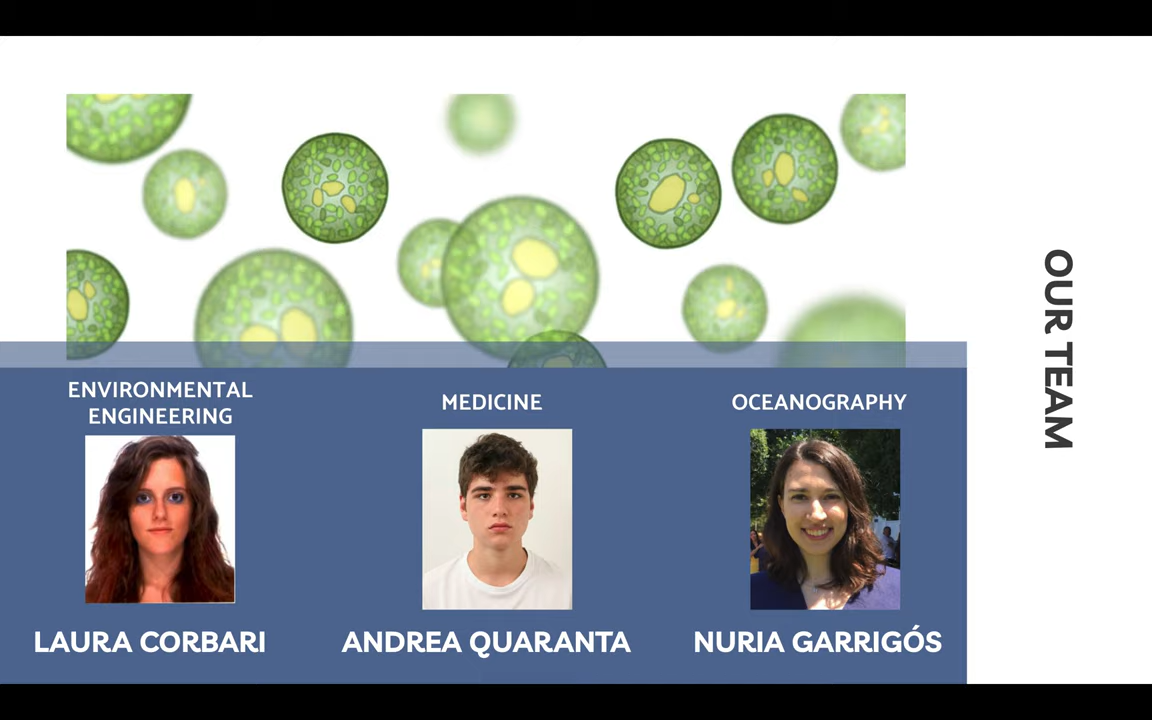 OUR TEAM
ENVIRONMENTAL
ENGINEERING
MEDICINE
OCEANOGRAPHY
LAURA CORBARI
ANDREA QUARANTA
NURIA GARRIGÓS